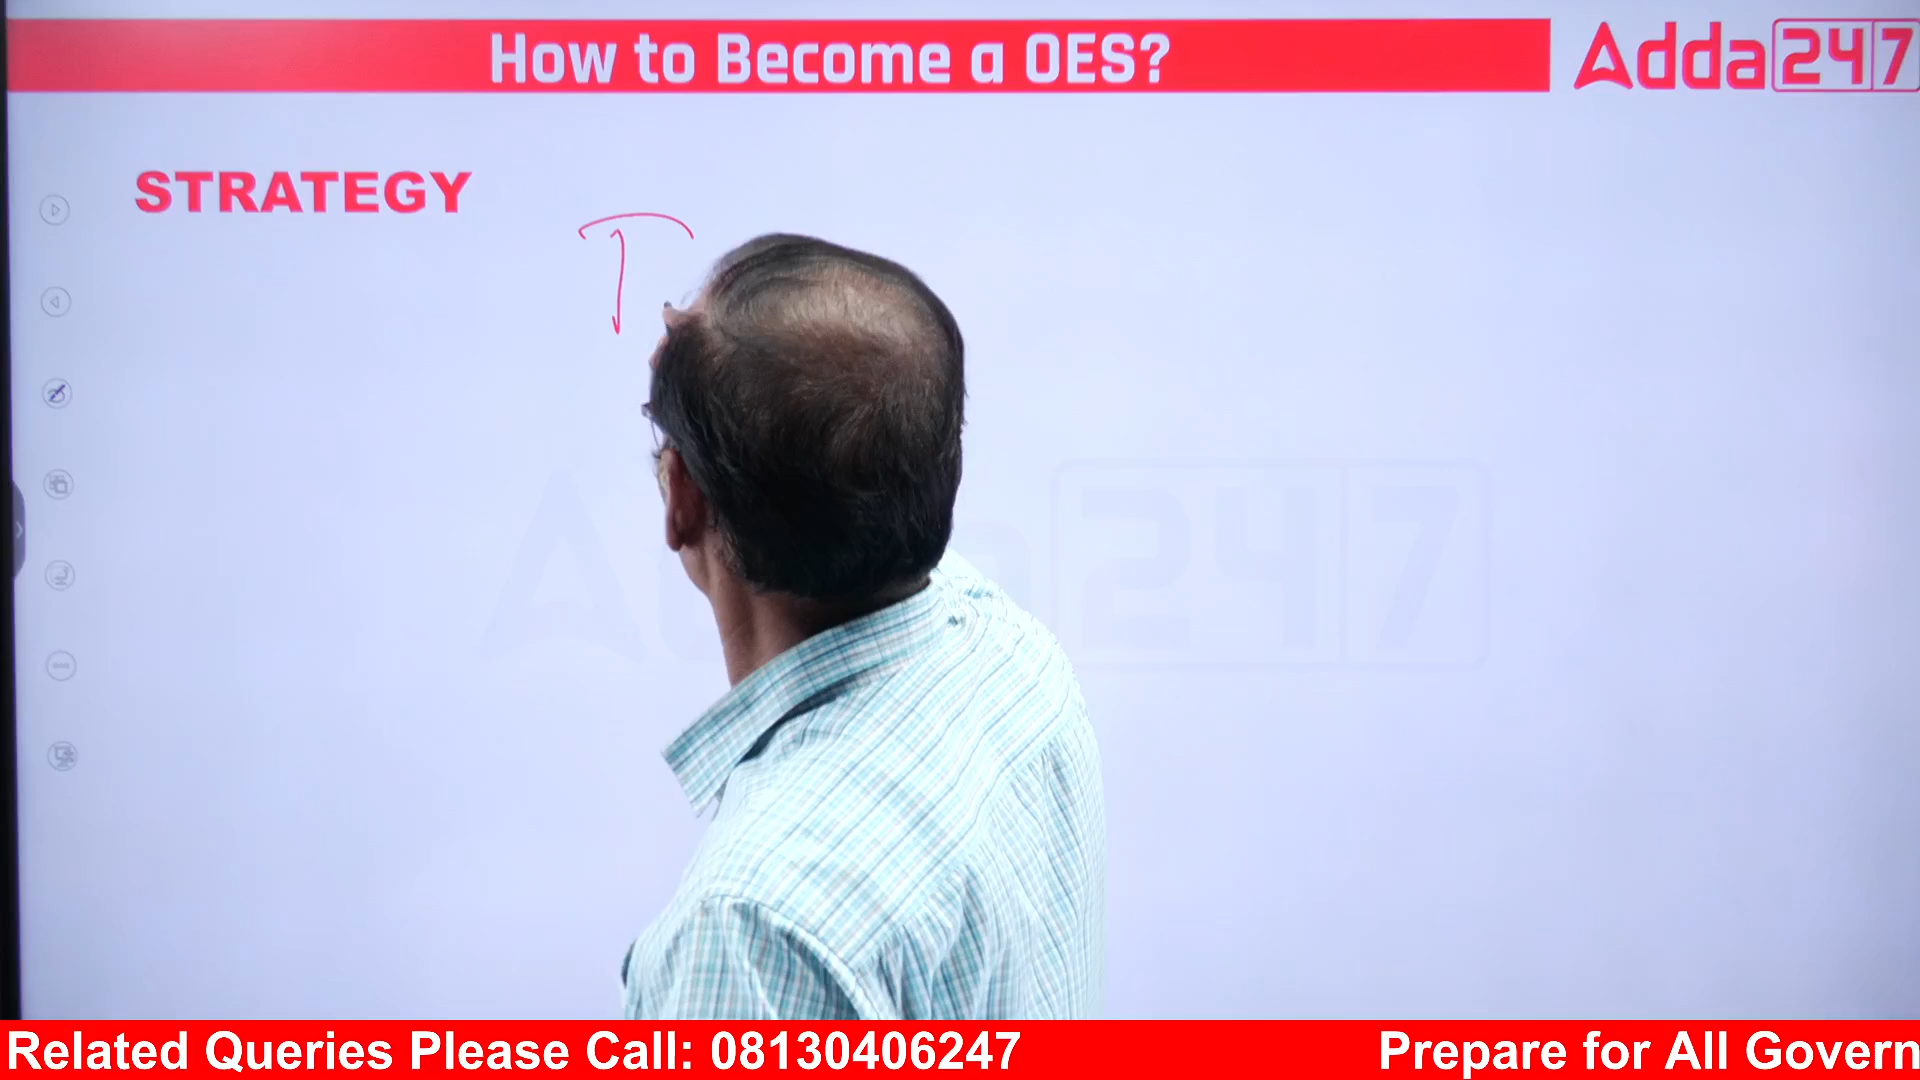 How to Become a OES?
Adda247
STRATEGY
Related Queries Please Call: 08130406247
Prepare for All Govern